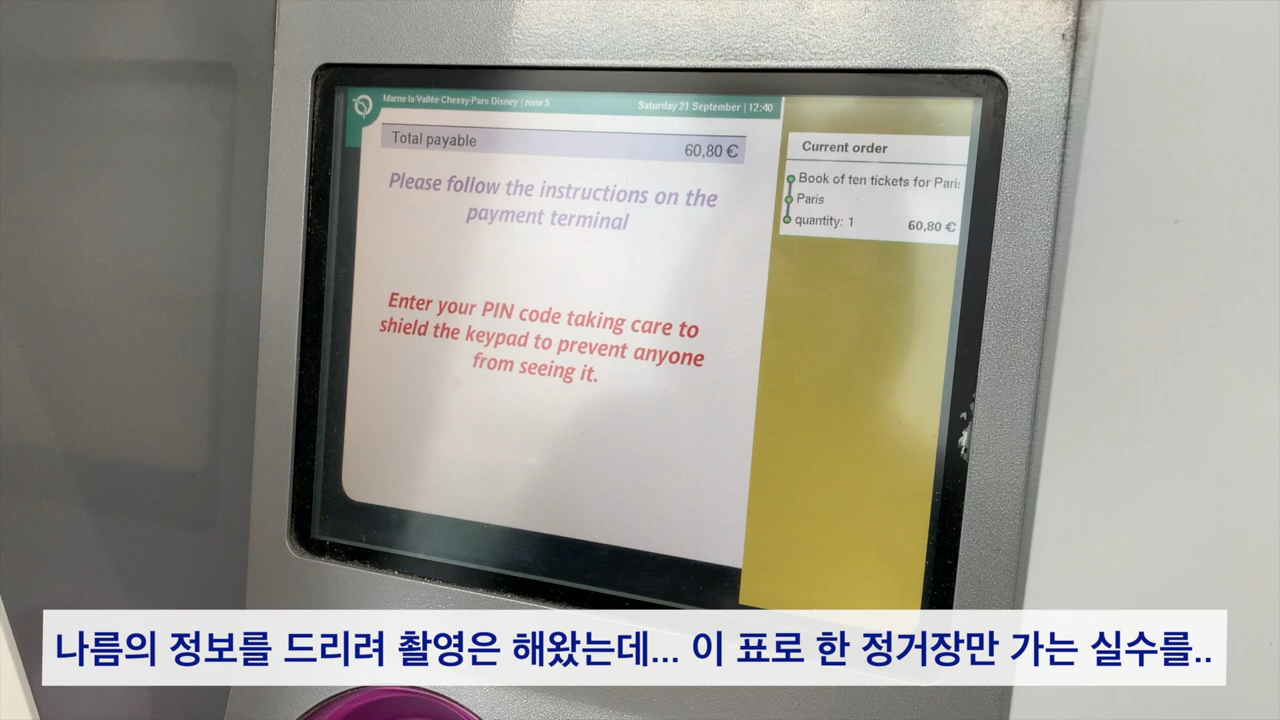 Marne-la-Vallée-Chessy-Parc Disney | zone 5
Saturday 21 September | 12:40
Total payable 60,80 €
Please follow the instructions on the
payment terminal
Enter your PIN code taking care to
shield the keypad to prevent anyone
from seeing it.
Current order
Book of ten tickets for Paris
Paris
quantity: 1 60,80 €
나름의 정보를 드리려 촬영은 해왔는데... 이 표로 한 정거장만 가는 실수를..